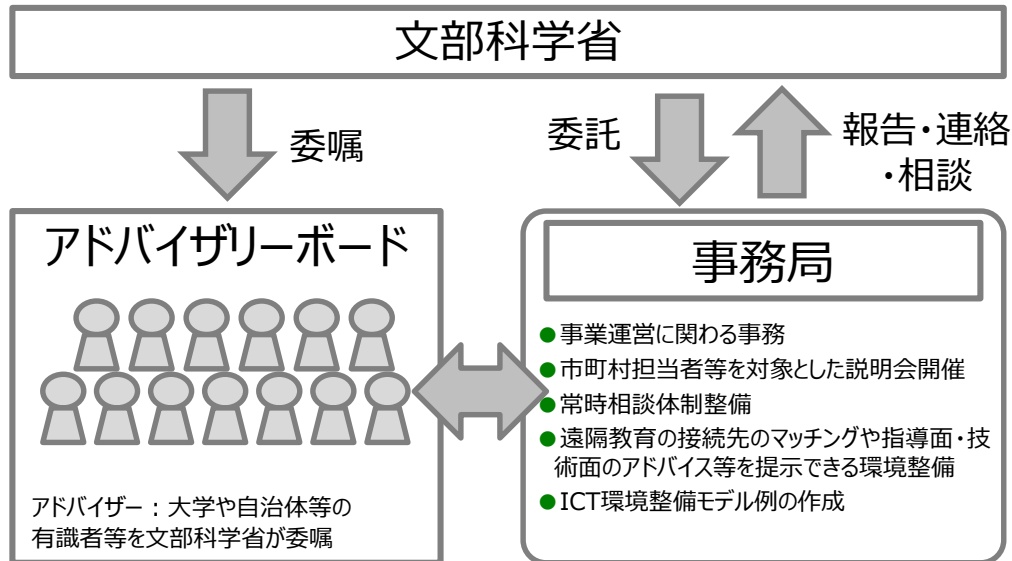 文部科学省
委嘱
委託
報告・連絡
・相談
アドバイザリーボード
アドバイザー：大学や自治体等の
有識者等を文部科学省が委嘱
事務局
●事業運営に関わる事務
●市町村担当者等を対象とした説明会開催
●常時相談体制整備
●遠隔教育の接続先のマッチングや指導面・技
術面のアドバイス等を提示できる環境整備
●ICT環境整備モデル例の作成